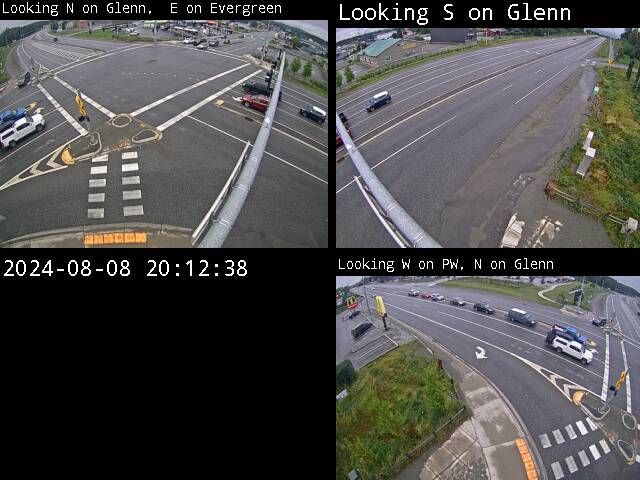 Looking N on Glenn,  E on Evergreen
Looking S on Glenn
2024-08-08 20:12:38
Looking W on PW, N on Glenn